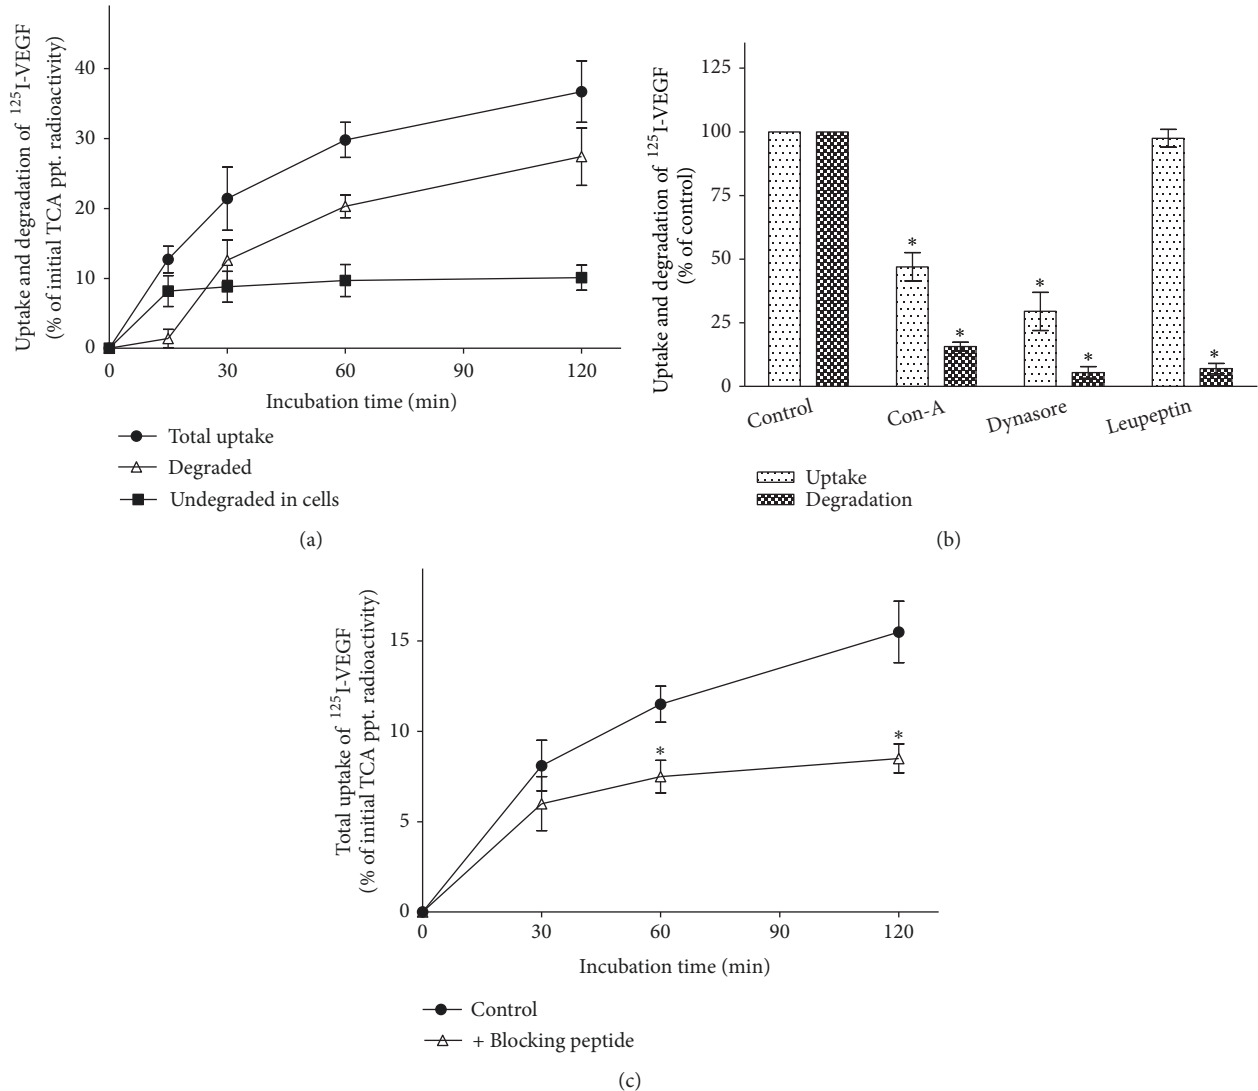 Uptake and degradation of ¹²⁵I-VEGF
(% of initial TCA ppt. radioactivity)
40
30
20
10
0
0 30 60 90 120
Incubation time (min)
Total uptake
Degraded
Undegraded in cells
(a)
Uptake and degradation of ¹²⁵I-VEGF
(% of control)
125
100
75
50
25
0
* * * * *
Control Con-A Dynasore Leupeptin
Uptake
Degradation
(b)
Total uptake of ¹²⁵I-VEGF
(% of initial TCA ppt. radioactivity)
15
10
5
0
* *
0 30 60 90 120
Incubation time (min)
Control
+ Blocking peptide
(c)